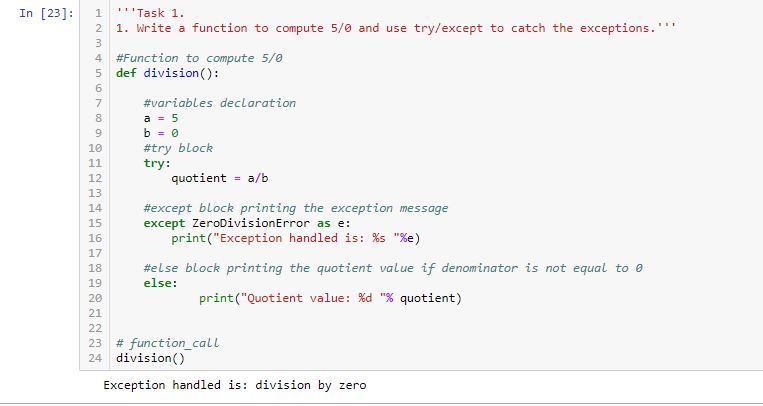 In [23]:
1 '''Task 1.
2 1. Write a function to compute 5/0 and use try/except to catch the exceptions.'''
3
4 #Function to compute 5/0
5 def division():
6
7     #variables declaration
8     a = 5
9     b = 0
10     #try block
11     try:
12         quotient = a/b
13
14     #except block printing the exception message
15     except ZeroDivisionError as e:
16         print("Exception handled is: %s "%e)
17
18     #else block printing the quotient value if denominator is not equal to 0
19     else:
20             print("Quotient value: %d "% quotient)
21
22
23 # function_call
24 division()
Exception handled is: division by zero